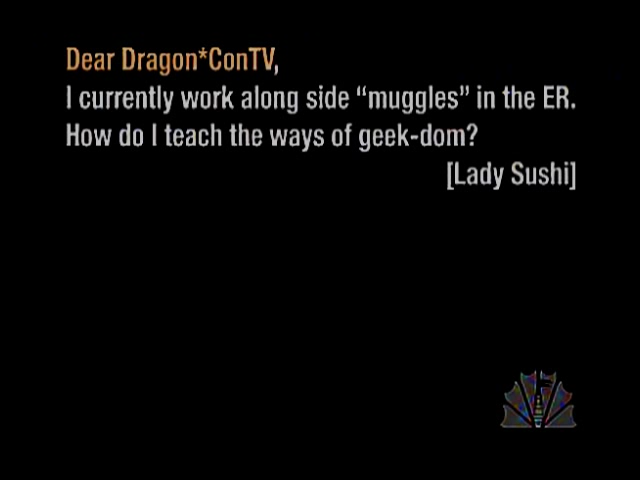 Dear Dragon*ConTV,
I currently work along side “muggles” in the ER.
How do I teach the ways of geek-dom?
[Lady Sushi]